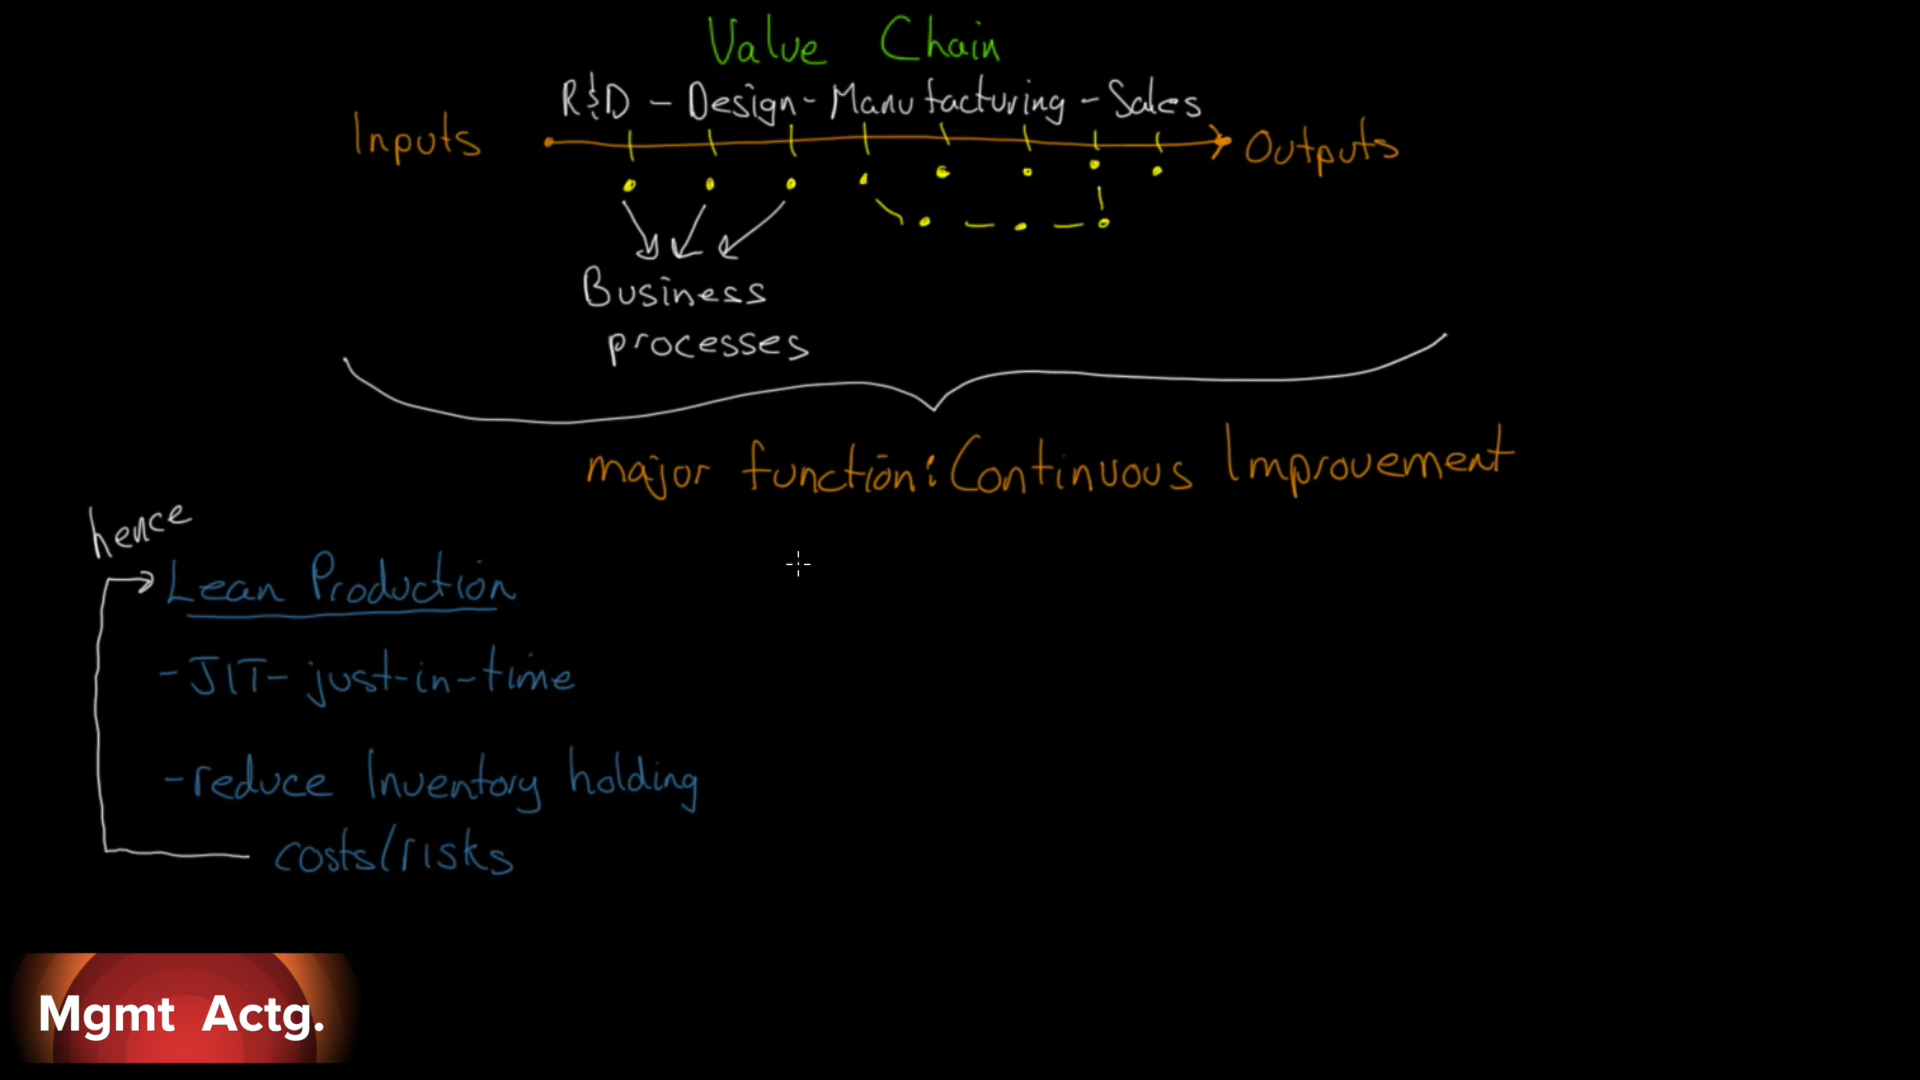 Value Chain
R&D - Design - Manufacturing - Sales
Inputs
Outputs
Business
processes
major function: Continuous Improvement
hence
Lean Production
- JIT - just-in-time
- reduce Inventory holding
costs/risks
Mgmt Actg.